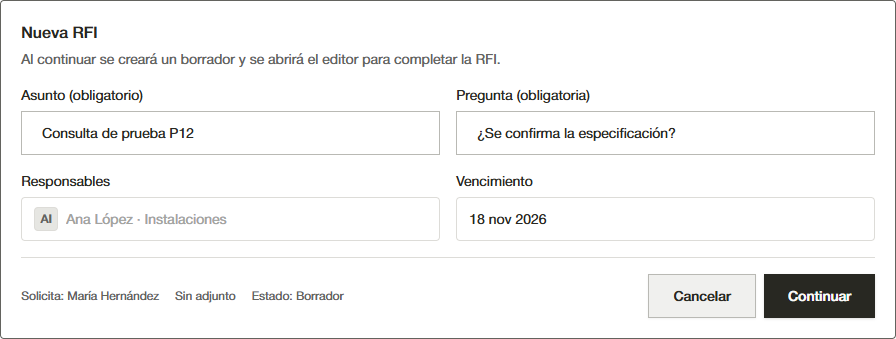 Nueva RFI
Al continuar se creará un borrador y se abrirá el editor para completar la RFI.
Asunto (obligatorio)
Pregunta (obligatoria)
Consulta de prueba P12
¿Se confirma la especificación?
Responsables
Vencimiento
Al Ana López · Instalaciones
18 nov 2026
Solicita: María Hernández Sin adjunto Estado: Borrador
Cancelar Continuar